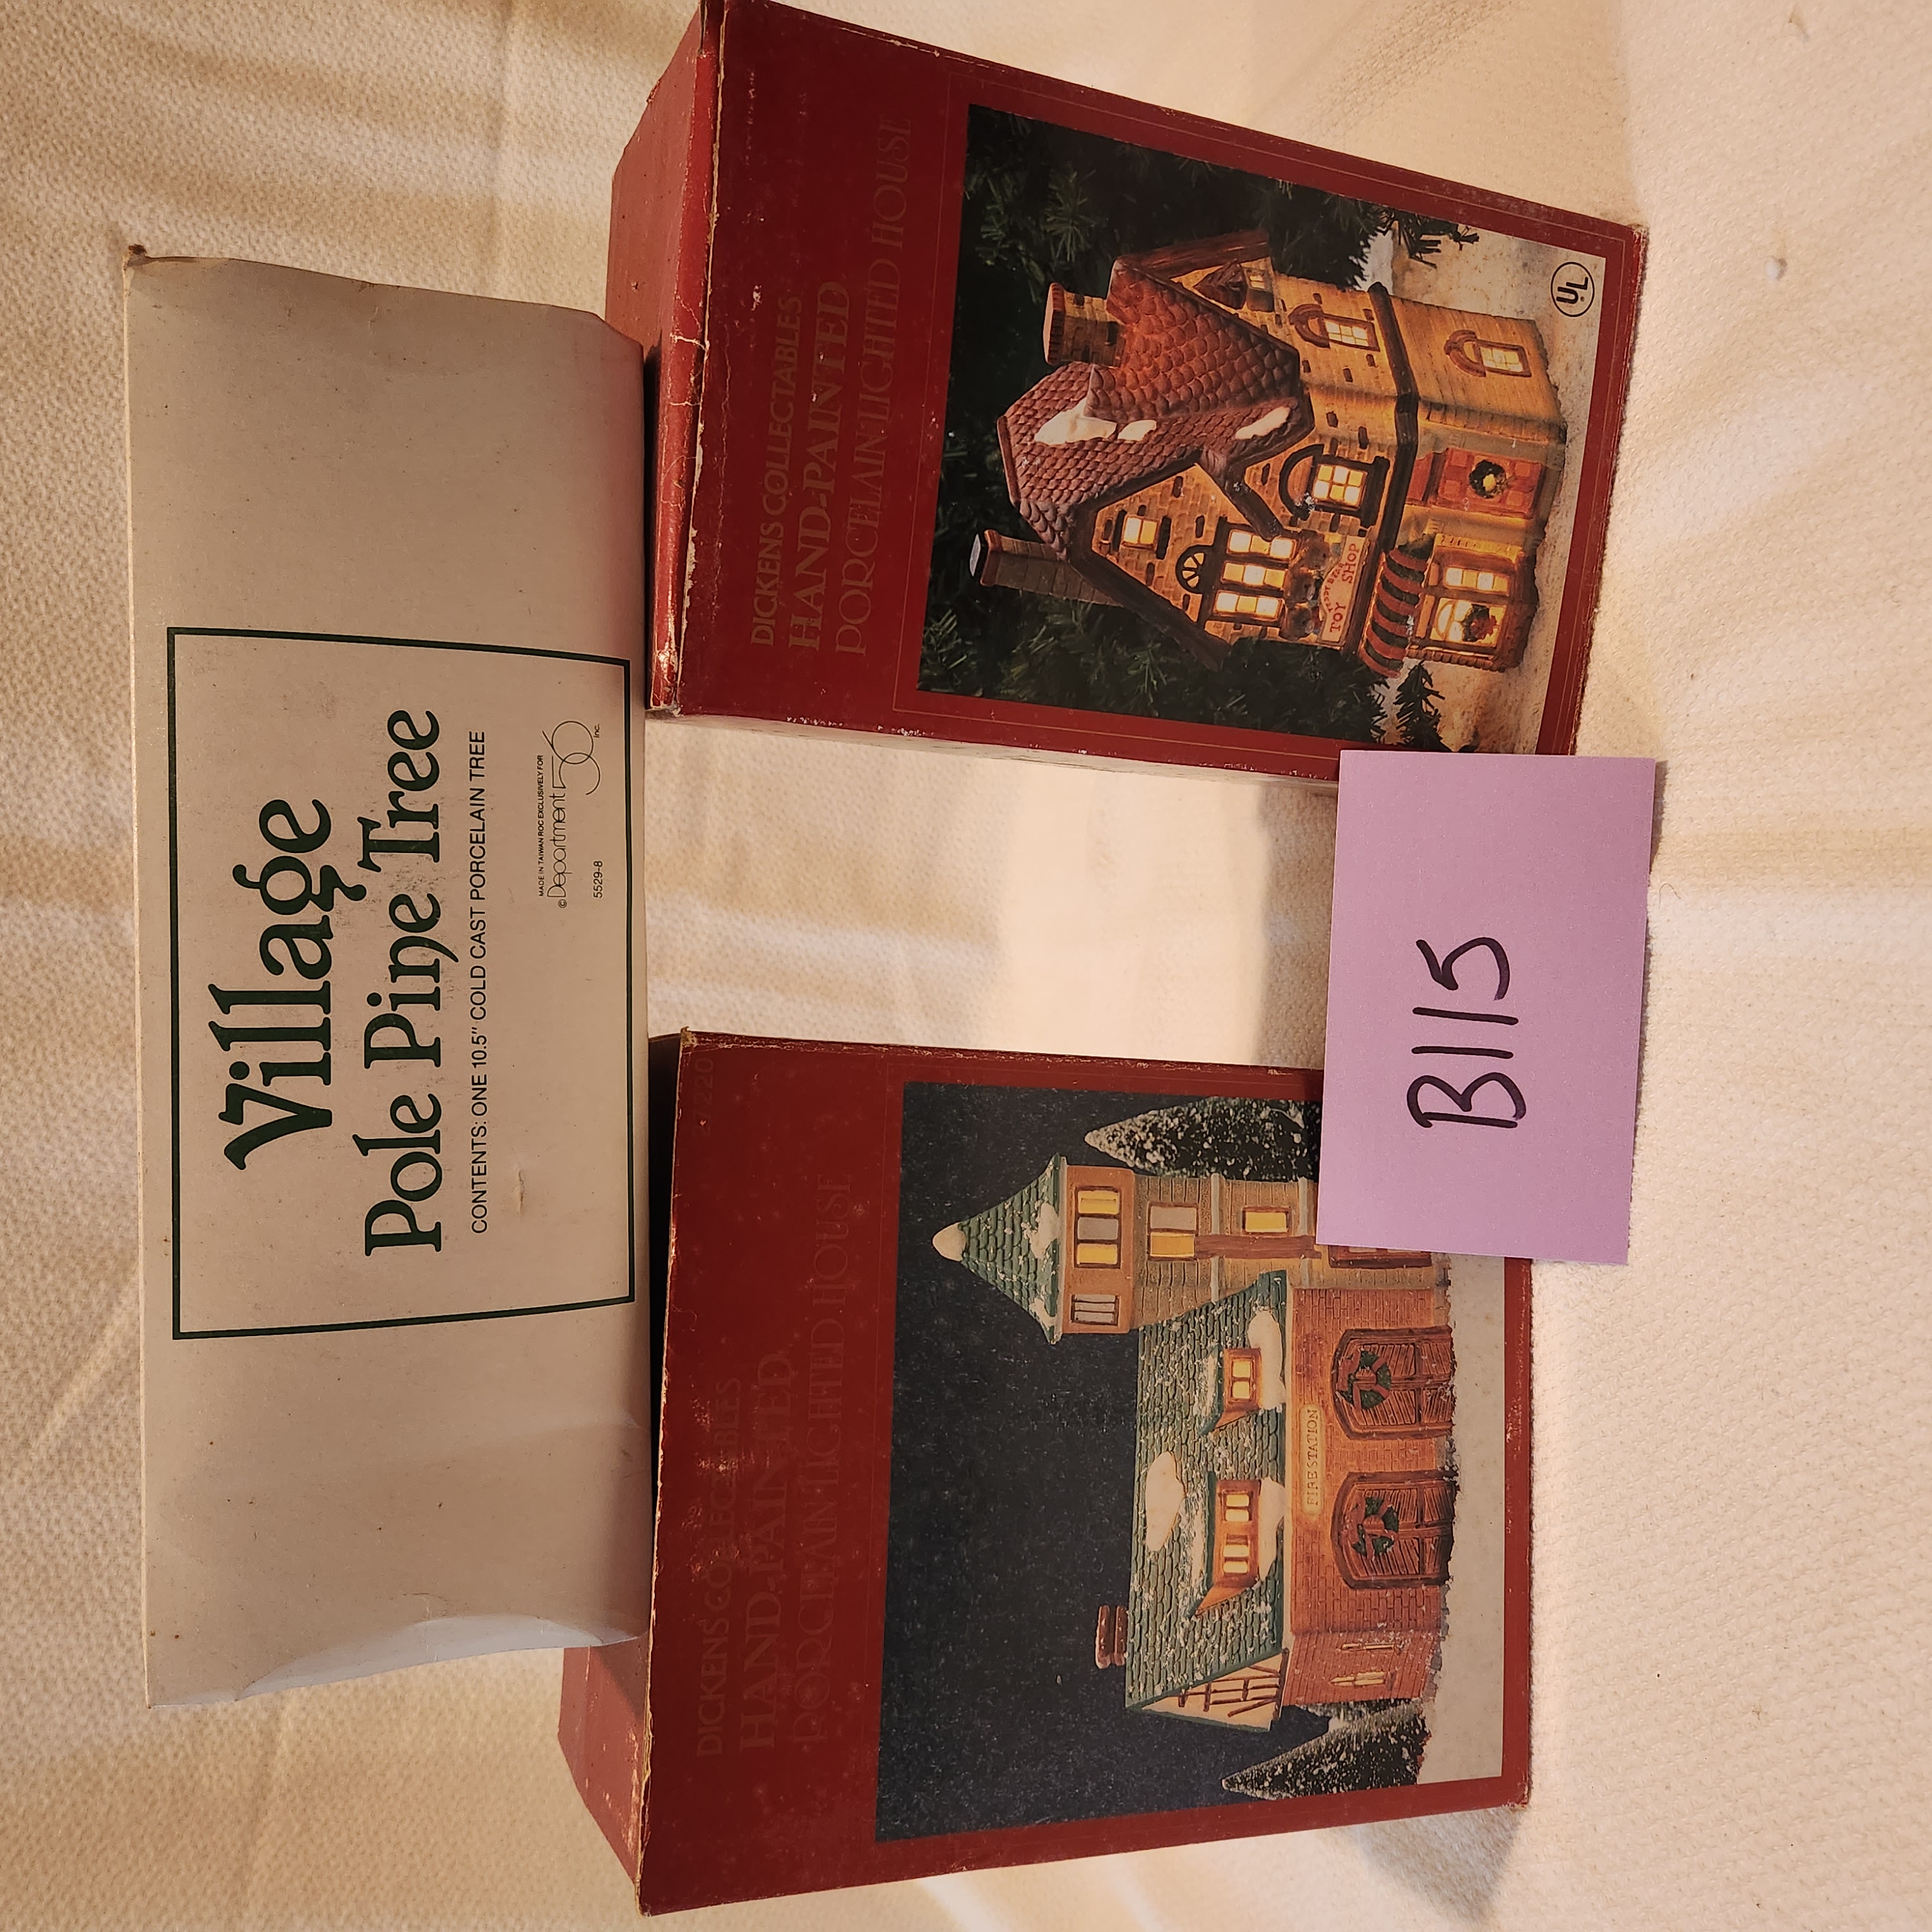 Village
Pole Pine Tree
CONTENTS: ONE 10.5" COLD CAST PORCELAIN TREE
MADE IN TAIWAN ROC EXCLUSIVELY FOR
© Department 56 Inc.
5529-8
DICKENS COLLECTABLES
HAND-PAINTED
PORCELAIN LIGHTED HOUSE
FIRE STATION
DICKENS COLLECTABLES
HAND-PAINTED
PORCELAIN LIGHTED HOUSE
TOY SHOP
UL
B115